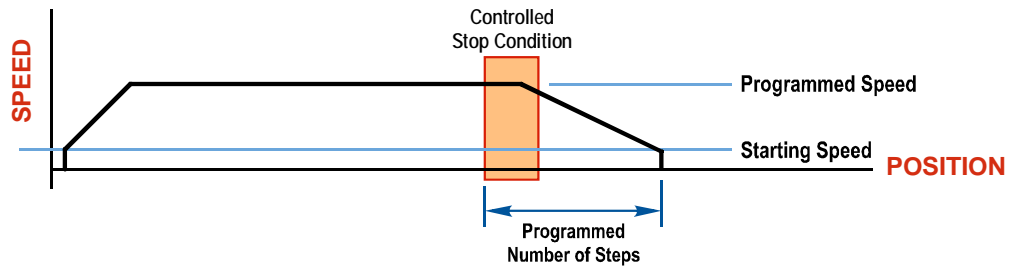 Controlled
Stop Condition
SPEED
Programmed Speed
Starting Speed
POSITION
Programmed
Number of Steps